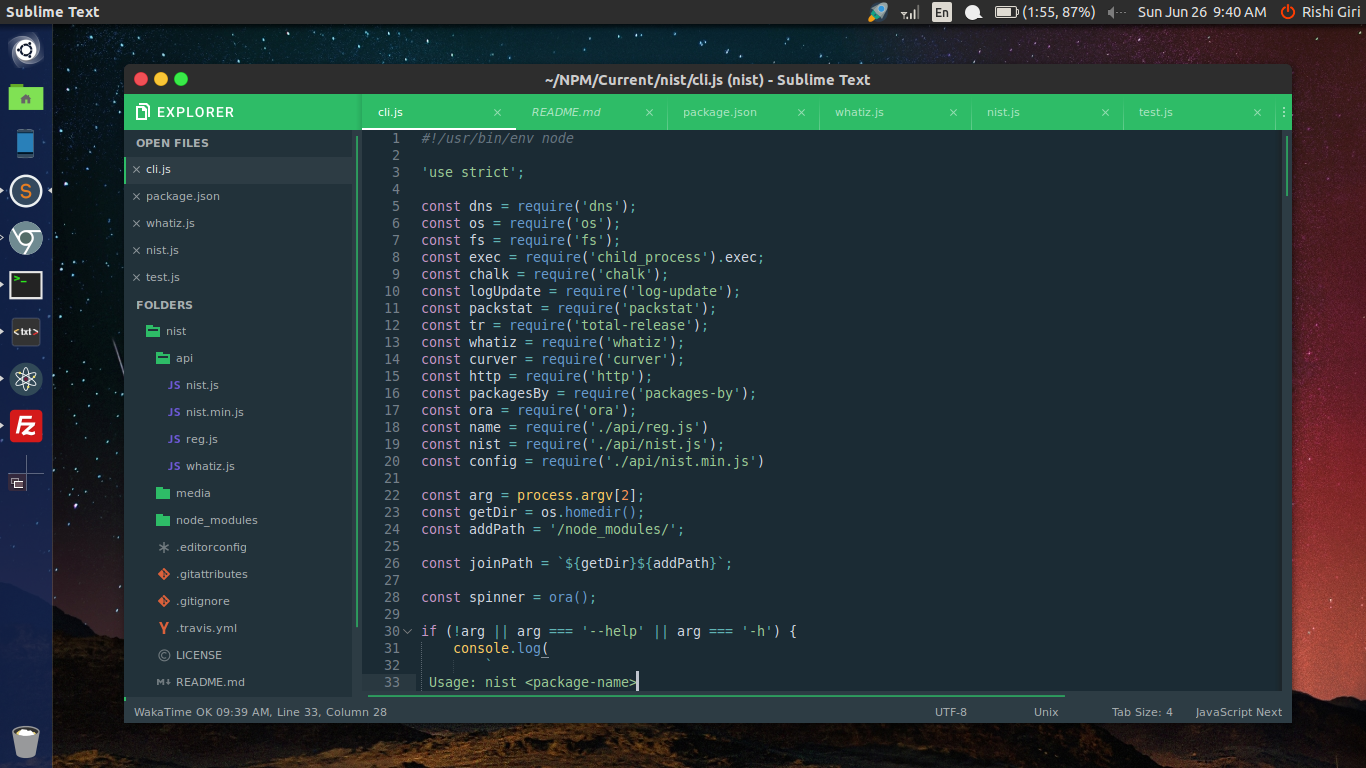 Sublime Text
En
(1:55, 87%)
Sun Jun 26 9:40 AM
Rishi Giri
S
>_
<txt>
Fz
~/NPM/Current/nist/cli.js (nist) - Sublime Text
EXPLORER
cli.js
README.md
package.json
whatiz.js
nist.js
test.js
OPEN FILES
cli.js
package.json
whatiz.js
nist.js
test.js
FOLDERS
nist
api
JS nist.js
JS nist.min.js
JS reg.js
JS whatiz.js
media
node_modules
.editorconfig
.gitattributes
.gitignore
.travis.yml
LICENSE
README.md
1 #!/usr/bin/env node
2
3 'use strict';
4
5 const dns = require('dns');
6 const os = require('os');
7 const fs = require('fs');
8 const exec = require('child_process').exec;
9 const chalk = require('chalk');
10 const logUpdate = require('log-update');
11 const packstat = require('packstat');
12 const tr = require('total-release');
13 const whatiz = require('whatiz');
14 const curver = require('curver');
15 const http = require('http');
16 const packagesBy = require('packages-by');
17 const ora = require('ora');
18 const name = require('./api/reg.js')
19 const nist = require('./api/nist.js');
20 const config = require('./api/nist.min.js')
21
22 const arg = process.argv[2];
23 const getDir = os.homedir();
24 const addPath = '/node_modules/';
25
26 const joinPath = `${getDir}${addPath}`;
27
28 const spinner = ora();
29
30 if (!arg || arg === '--help' || arg === '-h') {
31 console.log(
32 `
33 Usage: nist <package-name>
WakaTime OK 09:39 AM, Line 33, Column 28
UTF-8
Unix
Tab Size: 4
JavaScript Next